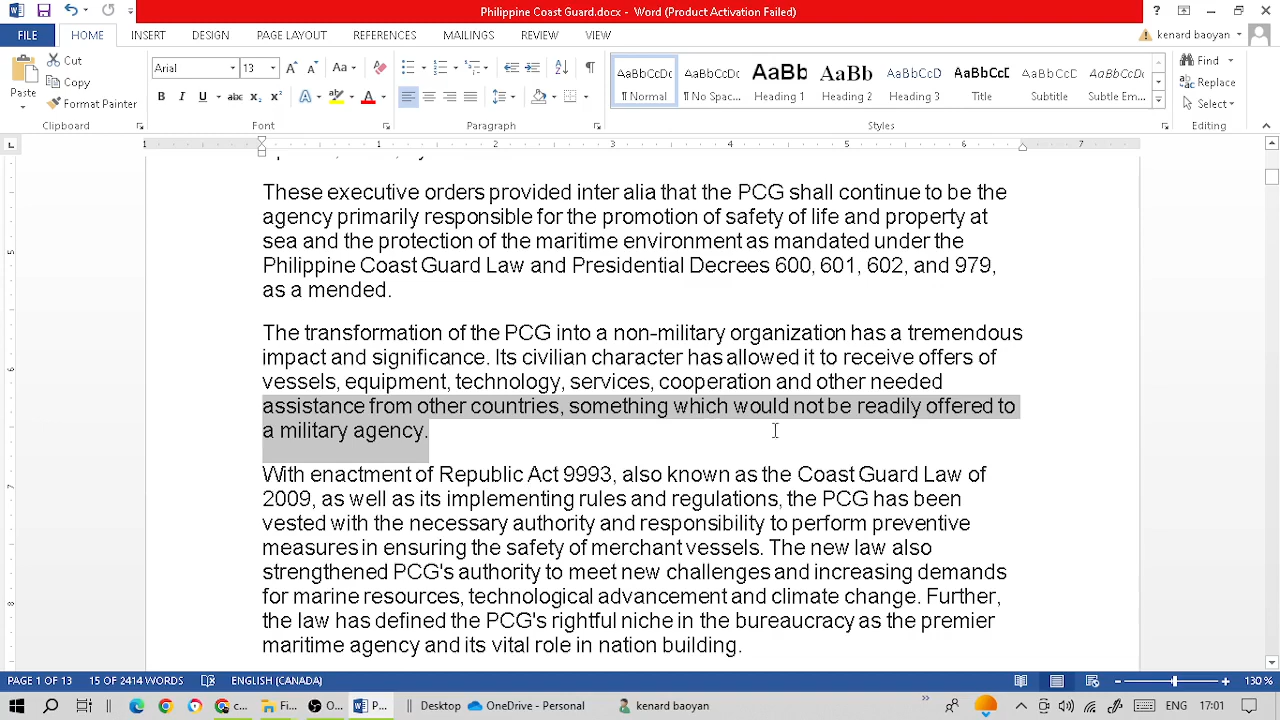 Philippine Coast Guard.docx - Word (Product Activation Failed)
FILE HOME INSERT DESIGN PAGE LAYOUT REFERENCES MAILINGS REVIEW VIEW kenard baoyan
Paste Cut Copy Format Painter
Arial 13
Clipboard Font Paragraph Styles Editing
AaBbCcDc AaBbCcDc AaBb AaBb AaBbCcDc AaBbCcC AaBbCcDc AaBbCcDc
¶ Normal ¶ No Spac... Heading 1 Heading 2 Heading 3 Title Subtitle Subtle Em...
Find
Replace
Select
1 1 2 3 4 5 6 7
These executive orders provided inter alia that the PCG shall continue to be the
agency primarily responsible for the promotion of safety of life and property at
sea and the protection of the maritime environment as mandated under the
Philippine Coast Guard Law and Presidential Decrees 600, 601, 602, and 979,
as a mended.
The transformation of the PCG into a non-military organization has a tremendous
impact and significance. Its civilian character has allowed it to receive offers of
vessels, equipment, technology, services, cooperation and other needed
assistance from other countries, something which would not be readily offered to
a military agency.
With enactment of Republic Act 9993, also known as the Coast Guard Law of
2009, as well as its implementing rules and regulations, the PCG has been
vested with the necessary authority and responsibility to perform preventive
measures in ensuring the safety of merchant vessels. The new law also
strengthened PCG's authority to meet new challenges and increasing demands
for marine resources, technological advancement and climate change. Further,
the law has defined the PCG's rightful niche in the bureaucracy as the premier
maritime agency and its vital role in nation building.
PAGE 1 OF 13 15 OF 2414 WORDS ENGLISH (CANADA) 130 %
c... Fi... O... P... Desktop OneDrive - Personal kenard baoyan ENG 17:01